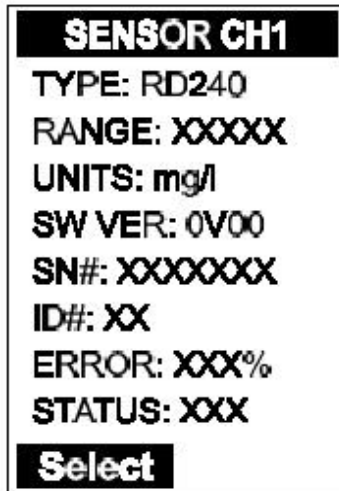 SENSOR CH1
TYPE: RD240
RANGE: XXXXX
UNITS: mg/l
SW VER: 0V00
SN#: XXXXXXX
ID#: XX
ERROR: XXX%
STATUS: XXX
Select